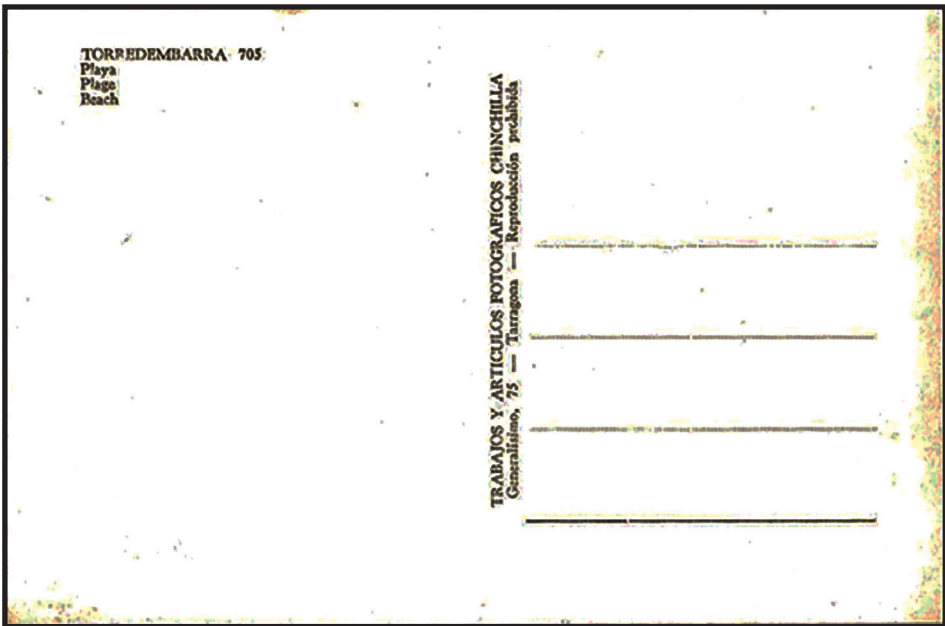 TORREDEMBARRA 705
Playa
Plage
Beach
TRABAJOS Y ARTICULOS FOTOGRAFICOS CHINCHILLA
Generalísimo, 75 — Tarragona — Reproducción prohibida